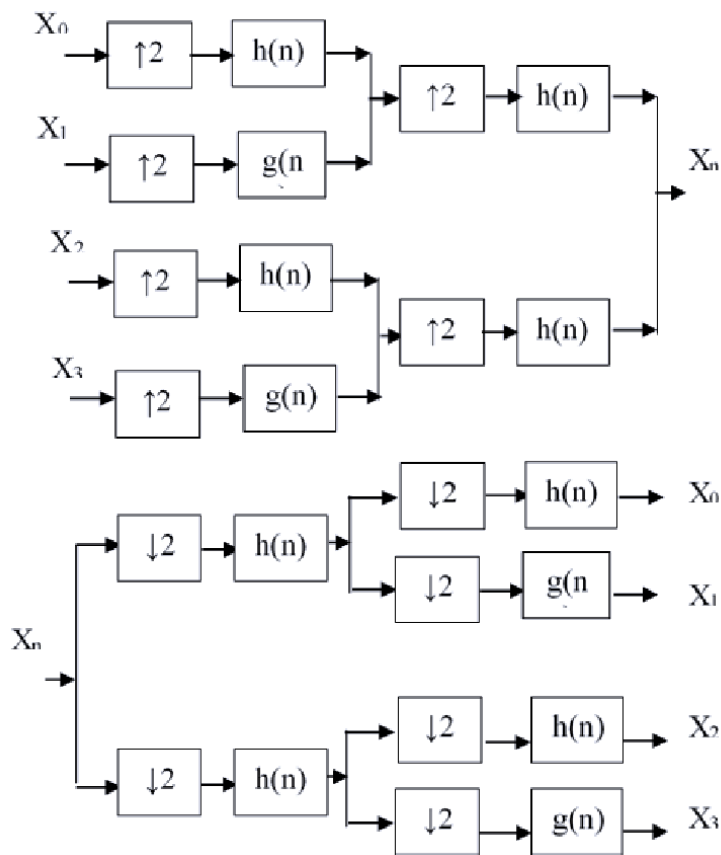 X₀
↑2
h(n)
X₁
↑2
g(n
↑2
h(n)
Xₙ
X₂
↑2
h(n)
X₃
↑2
g(n)
↑2
h(n)
Xₙ
↓2
h(n)
↓2
h(n)
X₀
↓2
g(n
X₁
↓2
h(n)
↓2
h(n)
X₂
↓2
g(n)
X₃